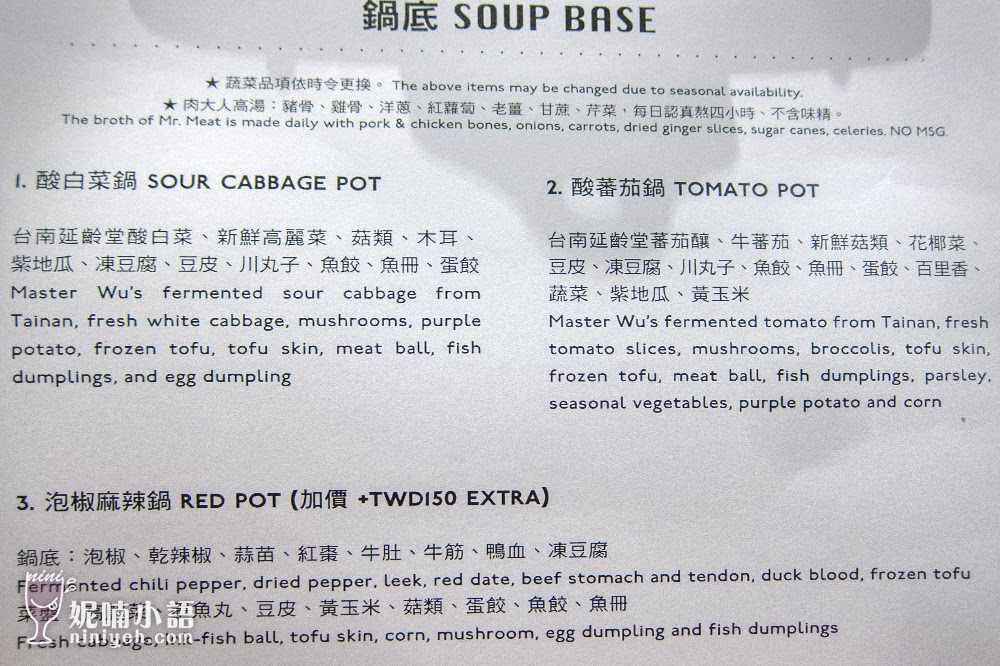 鍋底 SOUP BASE
★ 蔬菜品項依時令更換。 The above items may be changed due to seasonal availability.
★ 肉大人高湯：豬骨、雞骨、洋蔥、紅蘿蔔、老薑、甘蔗、芹菜，每日認真熬四小時、不含味精。
The broth of Mr. Meat is made daily with pork & chicken bones, onions, carrots, dried ginger slices, sugar canes, celeries. NO MSG.
1. 酸白菜鍋 SOUR CABBAGE POT
台南延齡堂酸白菜、新鮮高麗菜、菇類、木耳、
紫地瓜、凍豆腐、豆皮、川丸子、魚餃、魚冊、蛋餃
Master Wu's fermented sour cabbage from
Tainan, fresh white cabbage, mushrooms, purple
potato, frozen tofu, tofu skin, meat ball, fish
dumplings, and egg dumpling
2. 酸蕃茄鍋 TOMATO POT
台南延齡堂蕃茄釀、牛蕃茄、新鮮菇類、花椰菜、
豆皮、凍豆腐、川丸子、魚餃、魚冊、蛋餃、百里香、
蔬菜、紫地瓜、黃玉米
Master Wu's fermented tomato from Tainan, fresh
tomato slices, mushrooms, broccolis, tofu skin,
frozen tofu, meat ball, fish dumplings, parsley,
seasonal vegetables, purple potato and corn
3. 泡椒麻辣鍋 RED POT (加價 +TWD150 EXTRA)
鍋底：泡椒、乾辣椒、蒜苗、紅棗、牛肚、牛筋、鴨血、凍豆腐
Fermented chili pepper, dried pepper, leek, red date, beef stomach and tendon, duck blood, frozen tofu
菜盤 魚丸、豆皮、黃玉米、菇類、蛋餃、魚餃、魚冊
Fresh cabbage, ink-fish ball, tofu skin, corn, mushroom, egg dumpling and fish dumplings
nini
妮喃小語
niniyeh.com